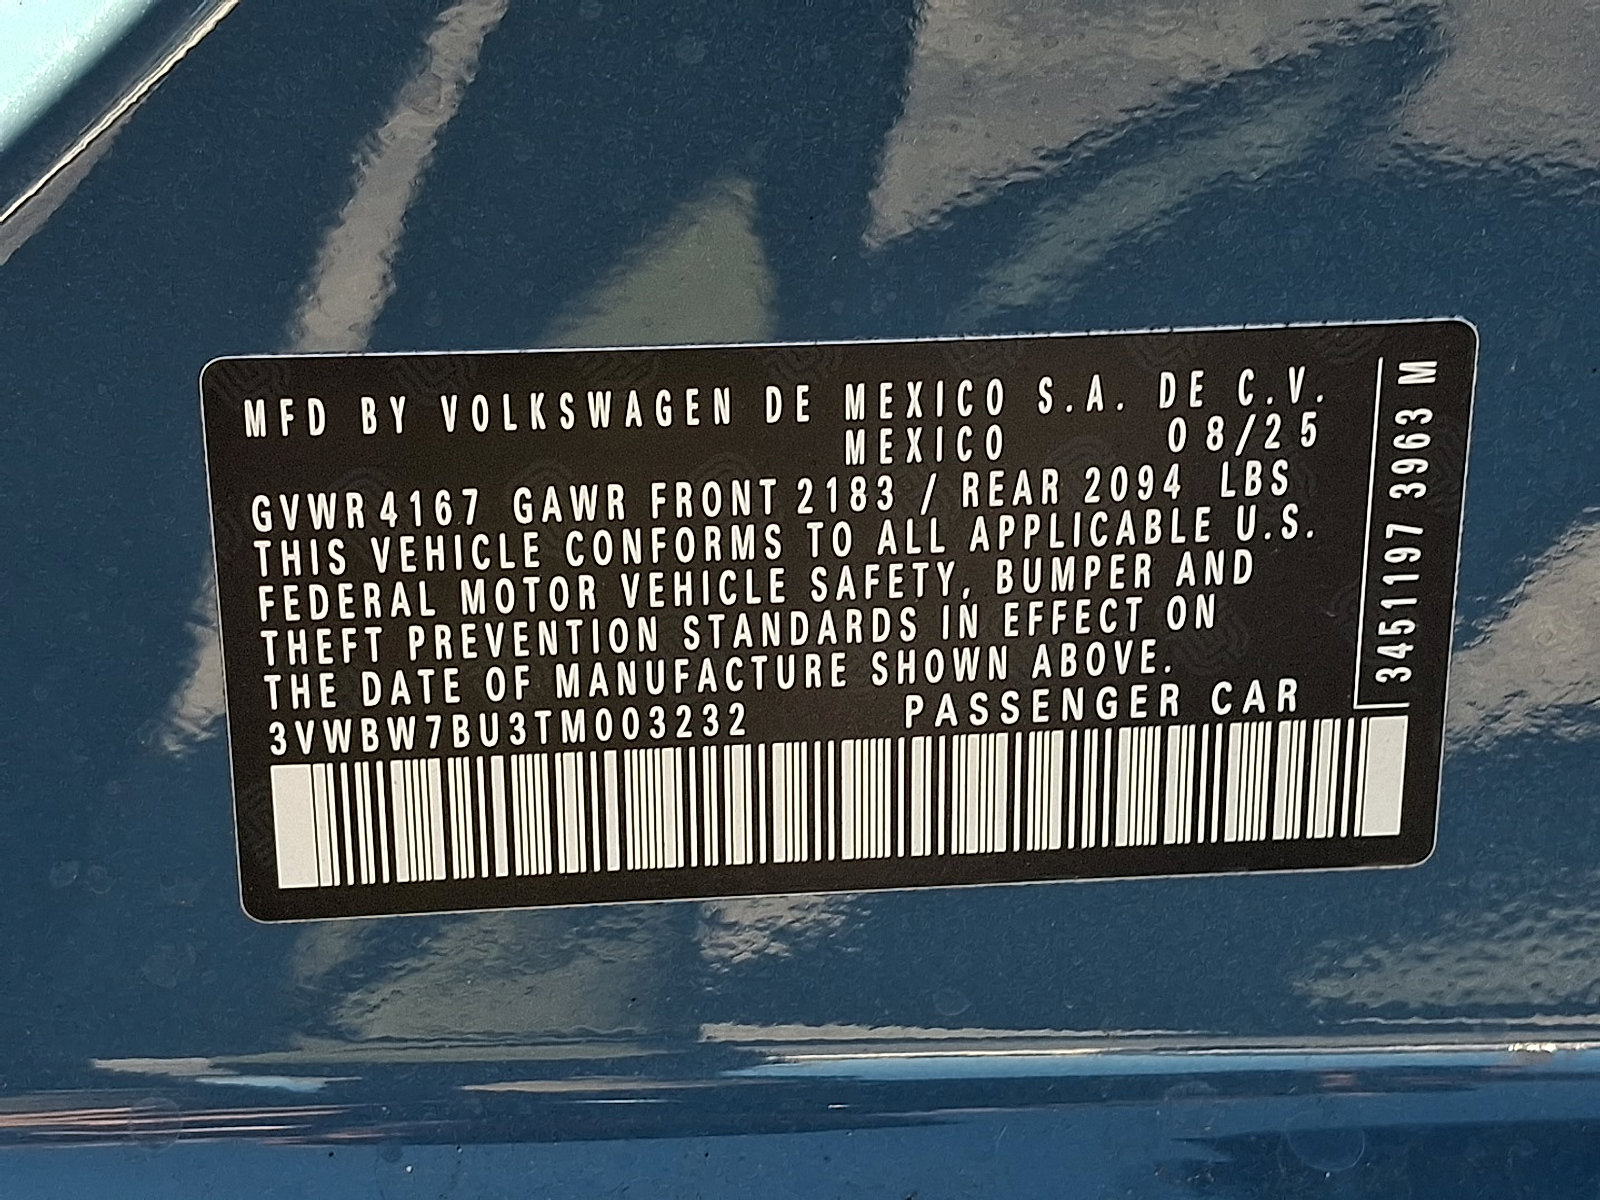 MFD BY VOLKSWAGEN DE MEXICO S.A. DE C.V.
MEXICO 08/25
GVWR 4167 GAWR FRONT 2183 / REAR 2094 LBS
THIS VEHICLE CONFORMS TO ALL APPLICABLE U.S.
FEDERAL MOTOR VEHICLE SAFETY, BUMPER AND
THEFT PREVENTION STANDARDS IN EFFECT ON
THE DATE OF MANUFACTURE SHOWN ABOVE.
3VWBW7BU3TM003232 PASSENGER CAR
3451197 3963 M